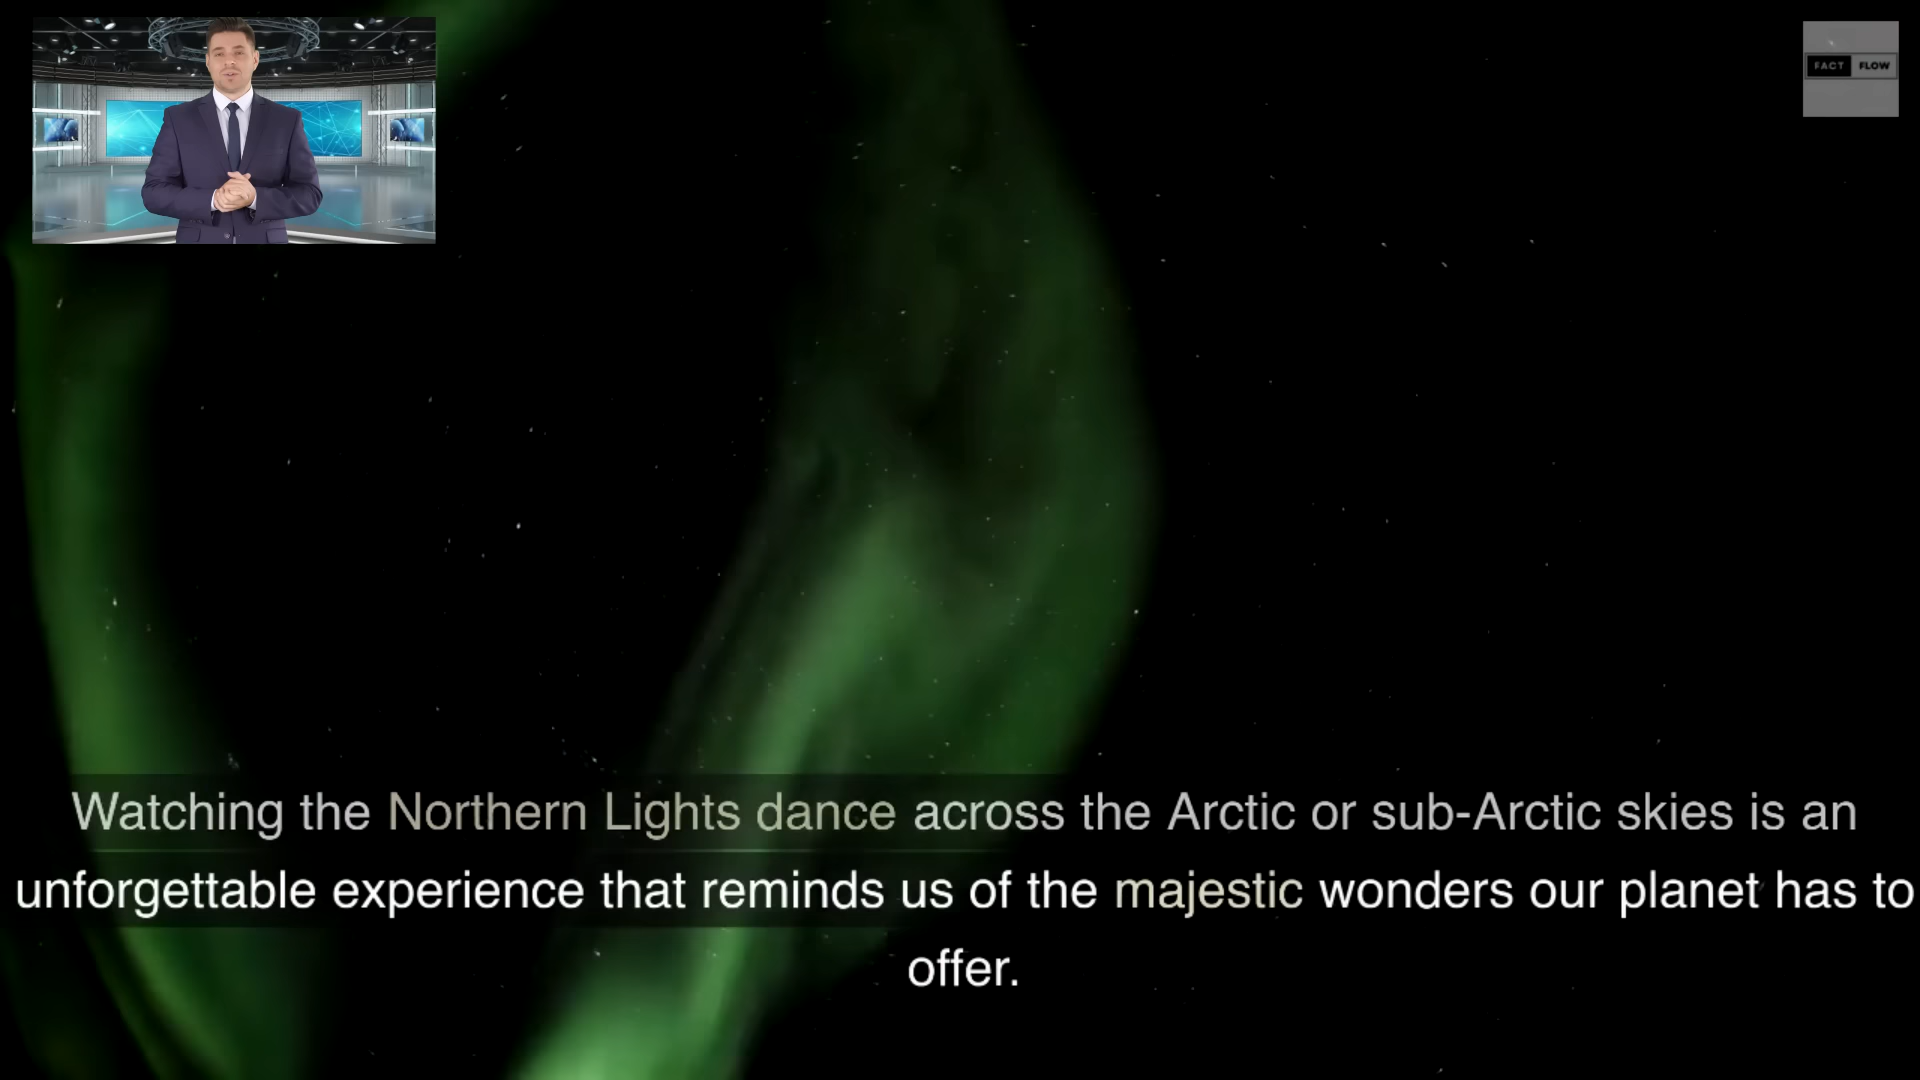 FACT FLOW
Watching the Northern Lights dance across the Arctic or sub-Arctic skies is an
unforgettable experience that reminds us of the majestic wonders our planet has to
offer.